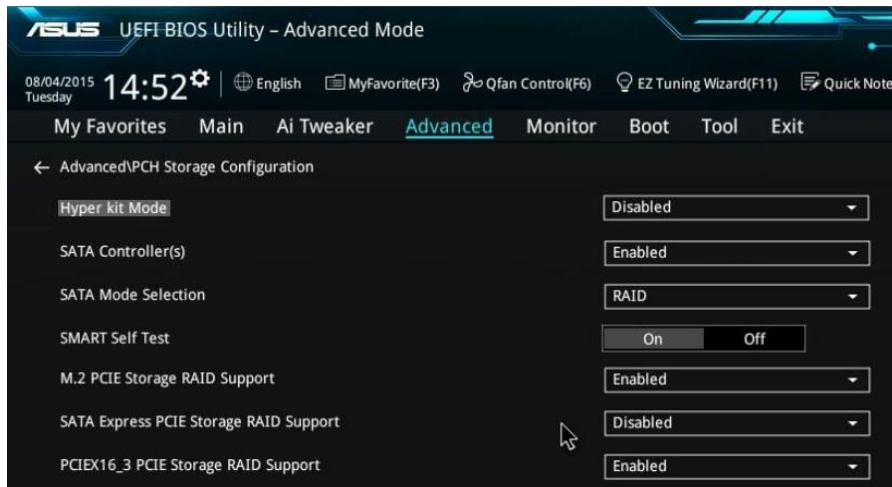 ASUS UEFI BIOS Utility – Advanced Mode
08/04/2015 Tuesday 14:52 English MyFavorite(F3) Qfan Control(F6) EZ Tuning Wizard(F11) Quick Note
My Favorites Main Ai Tweaker Advanced Monitor Boot Tool Exit
← Advanced\PCH Storage Configuration
Hyper kit Mode Disabled
SATA Controller(s) Enabled
SATA Mode Selection RAID
SMART Self Test On Off
M.2 PCIE Storage RAID Support Enabled
SATA Express PCIE Storage RAID Support Disabled
PCIEX16_3 PCIE Storage RAID Support Enabled